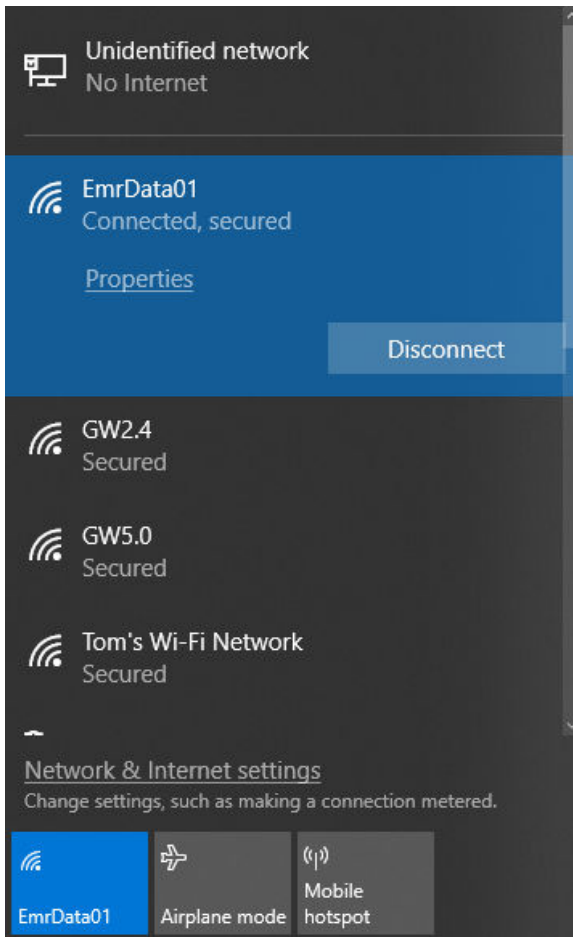 Unidentified network
No Internet
EmrData01
Connected, secured
Properties
Disconnect
GW2.4
Secured
GW5.0
Secured
Tom's Wi-Fi Network
Secured
Network & Internet settings
Change settings, such as making a connection metered.
EmrData01
Airplane mode
Mobile
hotspot